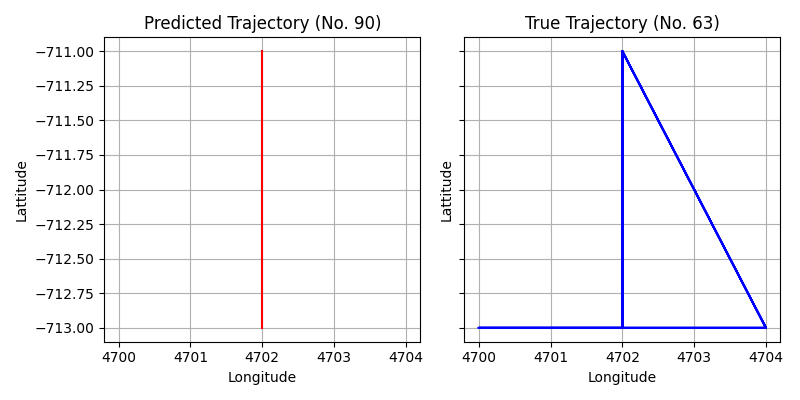 Predicted Trajectory (No. 90)
True Trajectory (No. 63)
−711.00
−711.25
−711.50
−711.75
−712.00
−712.25
−712.50
−712.75
−713.00
Lattitude
Lattitude
4700 4701 4702 4703 4704
4700 4701 4702 4703 4704
Longitude
Longitude